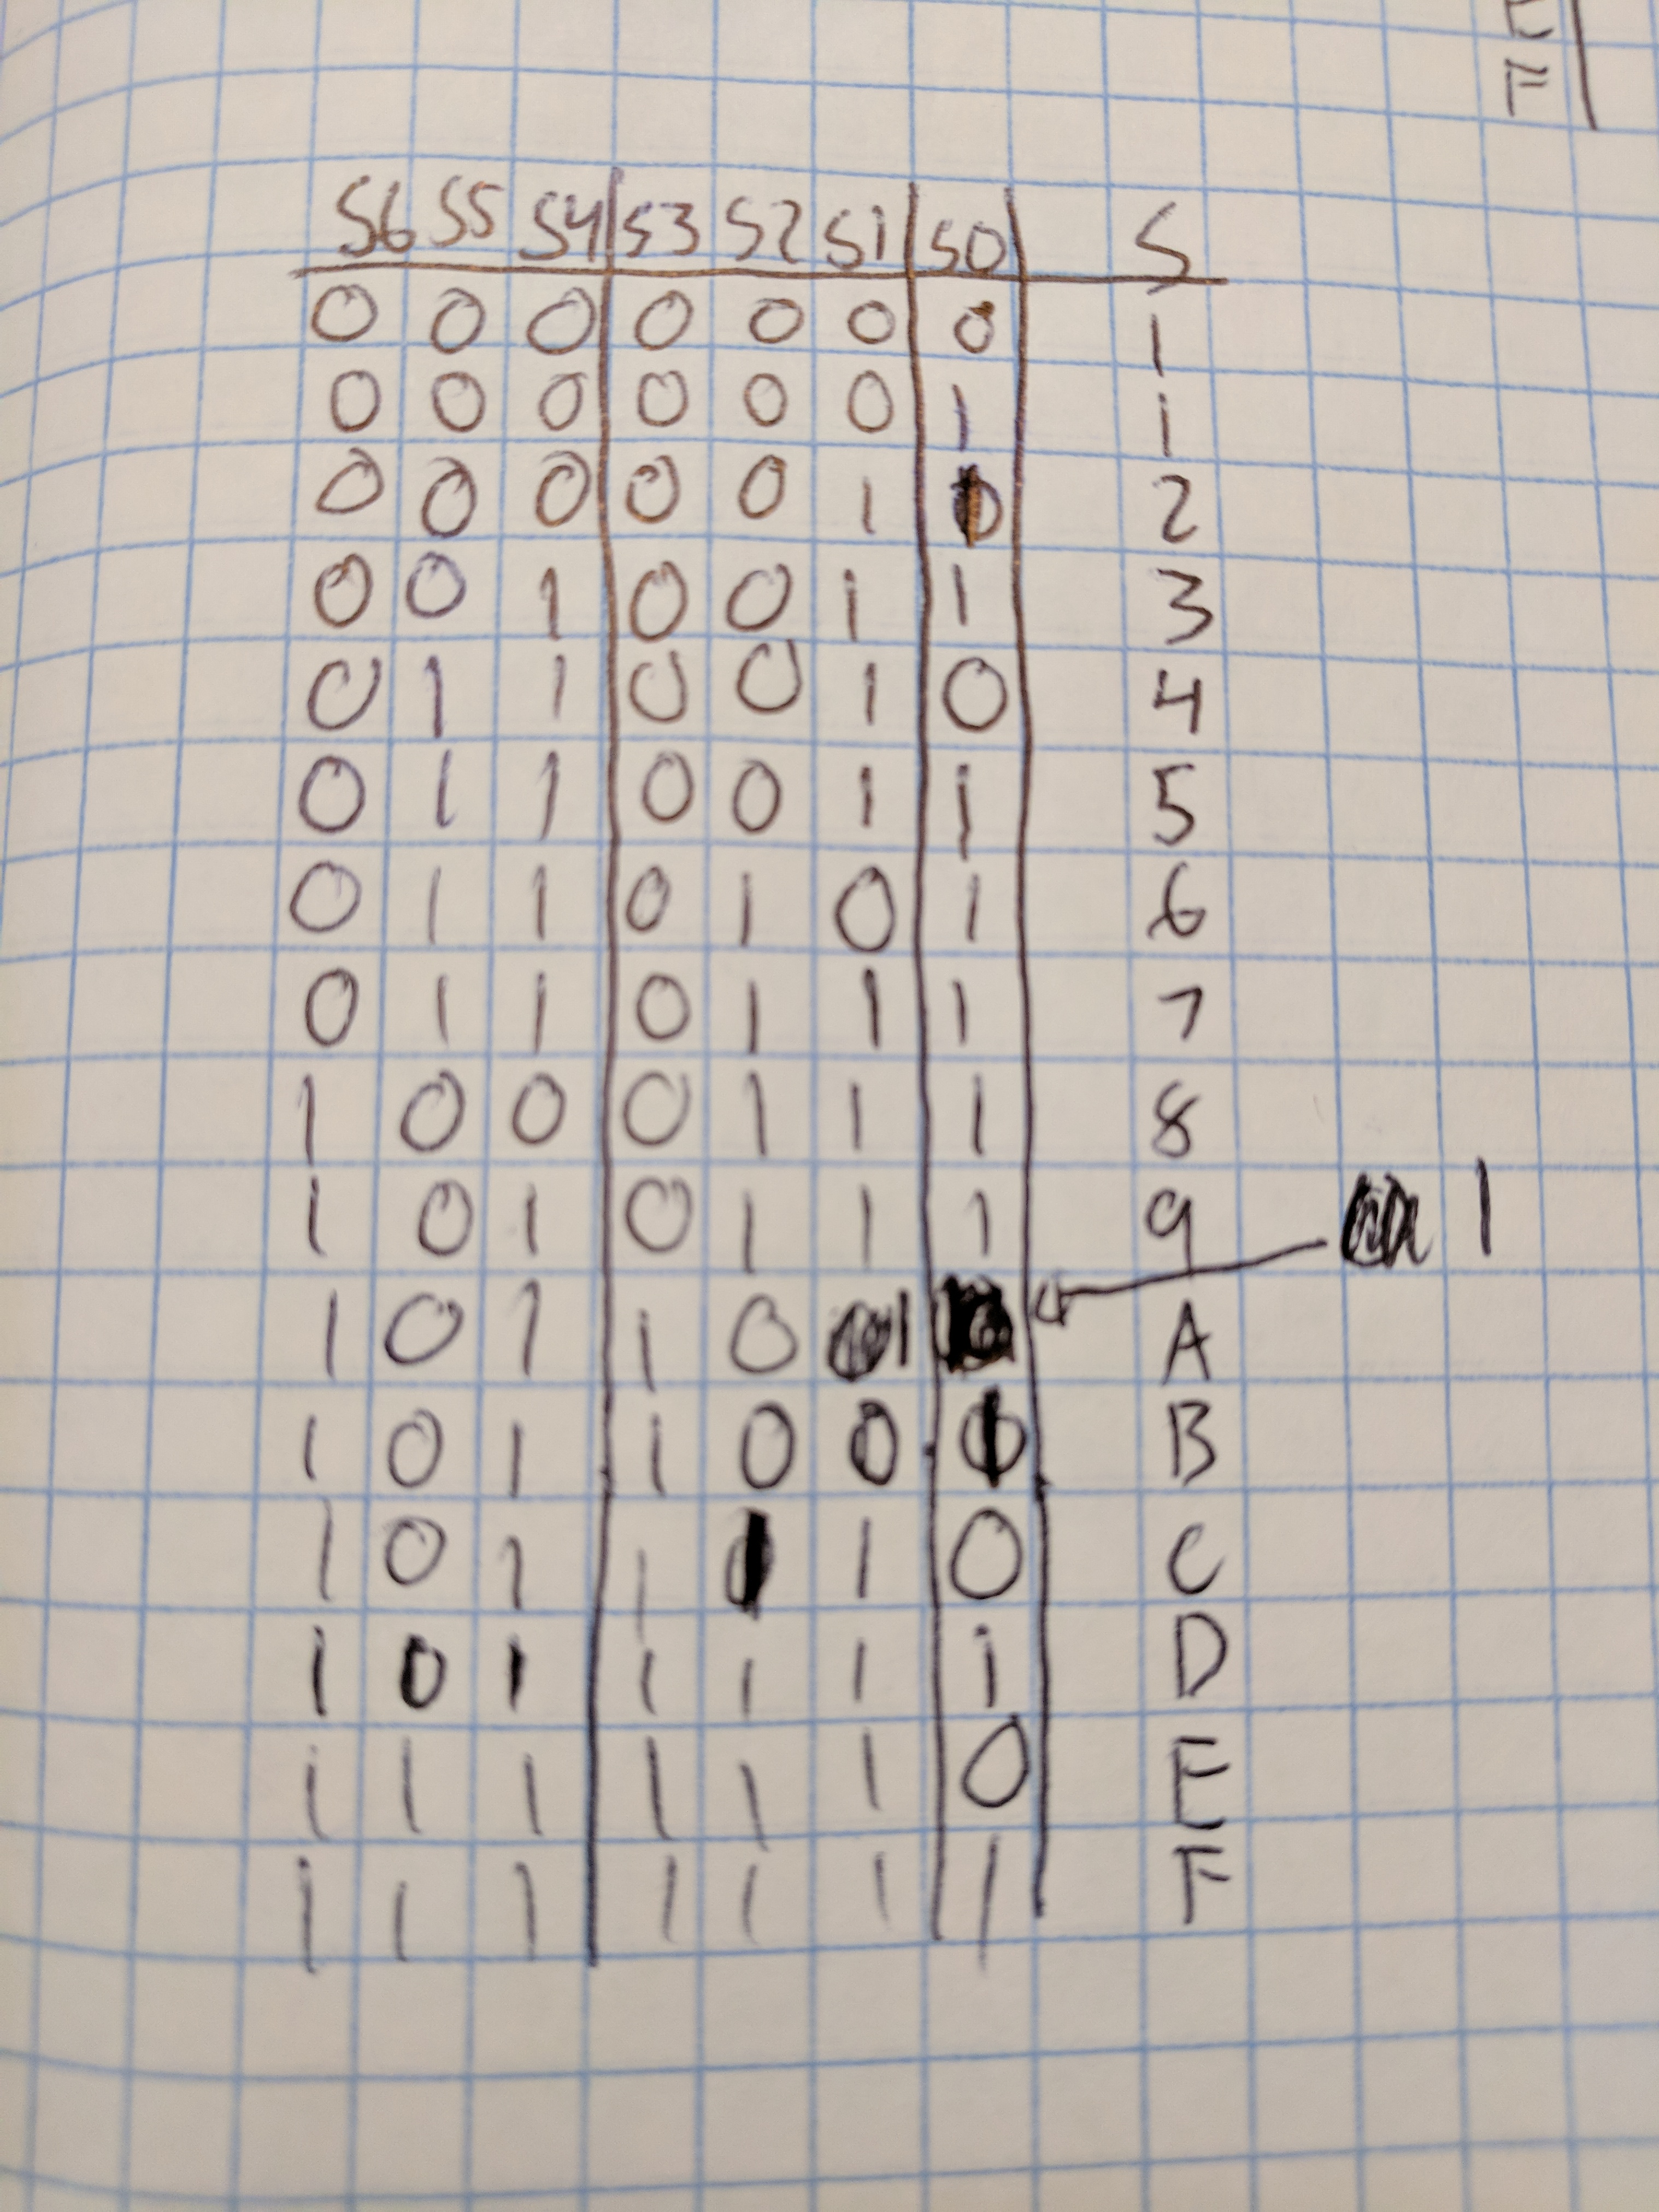 E
F
S6 S5 S4 S3 S2 S1 S0 S
0 0 0 0 0 0 0 1
0 0 0 0 0 0 1 1
0 0 0 0 0 1 2
0 0 1 0 0 1 1 3
0 1 1 0 0 1 0 4
0 1 1 0 0 1 1 5
0 1 1 0 1 0 1 6
0 1 1 0 1 1 1 7
1 0 0 0 1 1 1 8
1 0 1 0 1 1 1 9 1
1 0 1 1 0 1 A
1 0 1 1 0 0 1 B
1 0 1 1 1 1 0 C
1 0 1 1 1 1 1 D
1 1 1 1 1 1 0 E
1 1 1 1 1 1 1 F